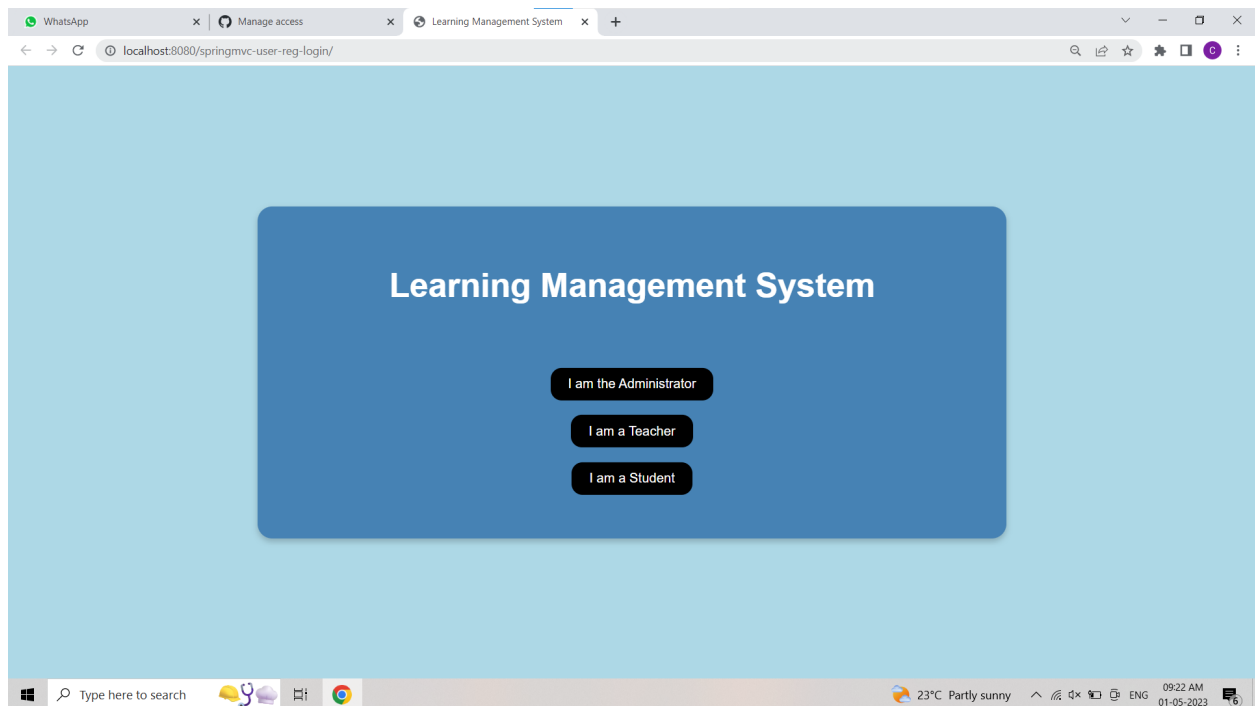 WhatsApp
Manage access
Learning Management System
localhost:8080/springmvc-user-reg-login/
C
Learning Management System
I am the Administrator
I am a Teacher
I am a Student
Type here to search
23°C Partly sunny
ENG
09:22 AM
01-05-2023
6